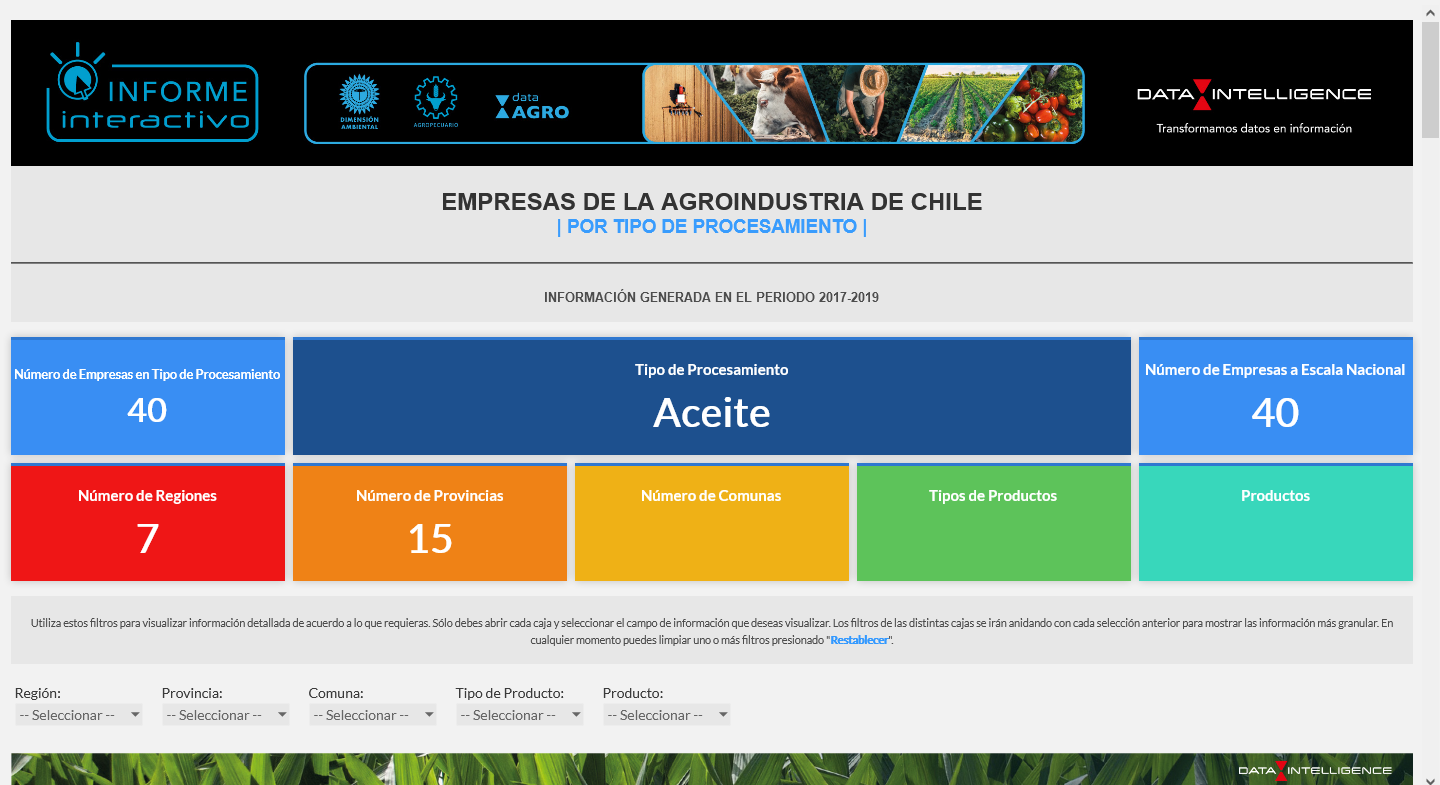 INFORME
interactivo
DIMENSIÓN
AMBIENTAL
AGROPECUARIO
data
AGRO
DATA INTELLIGENCE
Transformamos datos en información
EMPRESAS DE LA AGROINDUSTRIA DE CHILE
| POR TIPO DE PROCESAMIENTO |
INFORMACIÓN GENERADA EN EL PERIODO 2017-2019
Número de Empresas en Tipo de Procesamiento
40
Tipo de Procesamiento
Aceite
Número de Empresas a Escala Nacional
40
Número de Regiones
7
Número de Provincias
15
Número de Comunas
Tipos de Productos
Productos
Utiliza estos filtros para visualizar información detallada de acuerdo a lo que requieras. Sólo debes abrir cada caja y seleccionar el campo de información que deseas visualizar. Los filtros de las distintas cajas se irán anidando con cada selección anterior para mostrar las información más granular. En
cualquier momento puedes limpiar uno o más filtros presionado "Restablecer".
Región: Provincia: Comuna: Tipo de Producto: Producto:
-- Seleccionar -- -- Seleccionar -- -- Seleccionar -- -- Seleccionar -- -- Seleccionar --
DATA INTELLIGENCE